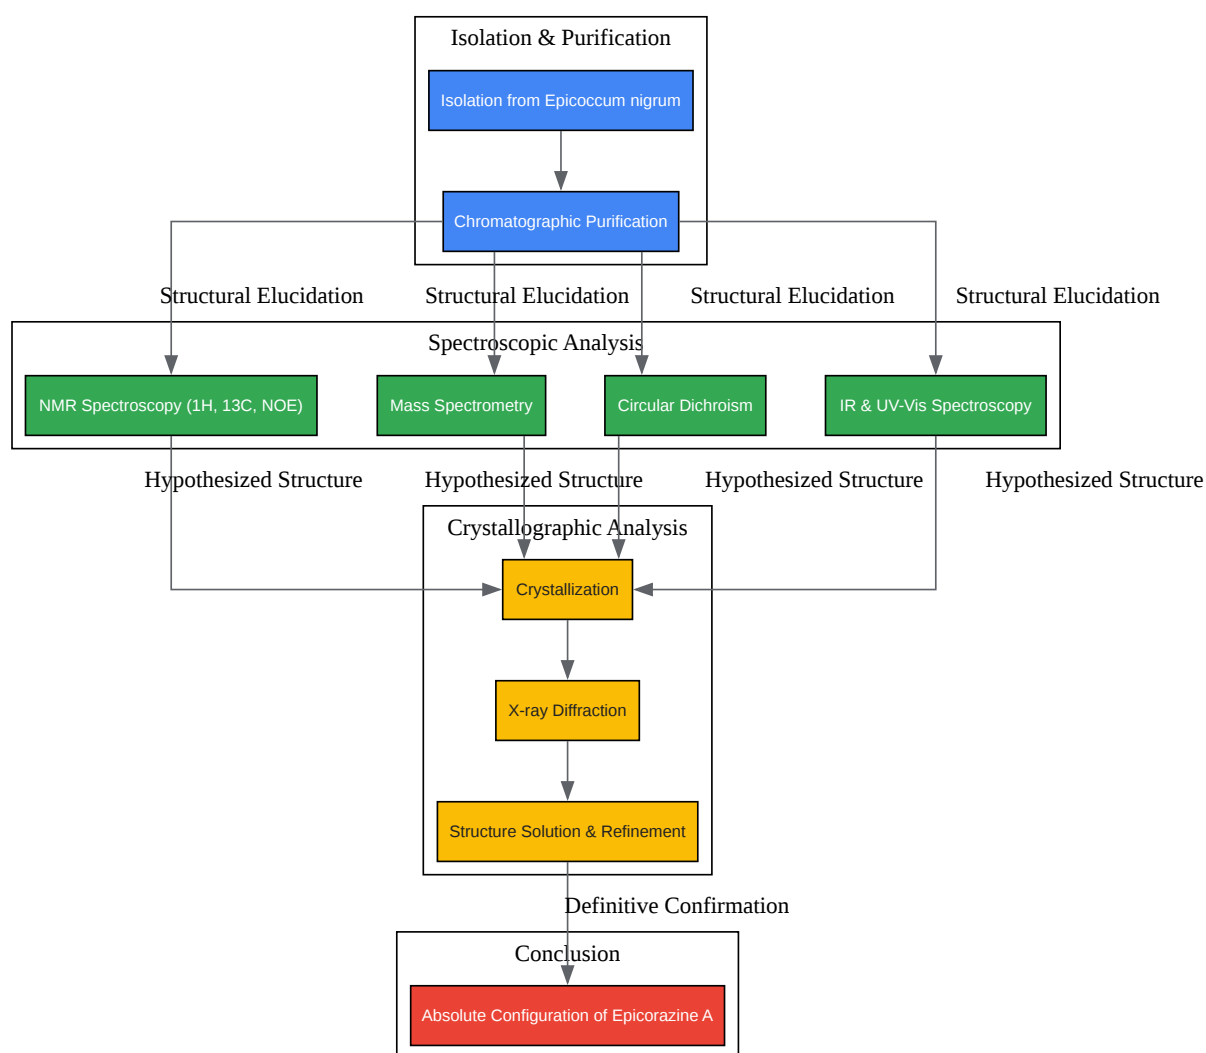 Isolation & Purification
Isolation from Epicoccum nigrum
Chromatographic Purification
Structural Elucidation
Structural Elucidation
Structural Elucidation
Structural Elucidation
Spectroscopic Analysis
NMR Spectroscopy (1H, 13C, NOE)
Mass Spectrometry
Circular Dichroism
IR & UV-Vis Spectroscopy
Hypothesized Structure
Hypothesized Structure
Hypothesized Structure
Hypothesized Structure
Crystallographic Analysis
Crystallization
X-ray Diffraction
Structure Solution & Refinement
Definitive Confirmation
Conclusion
Absolute Configuration of Epicorazine A